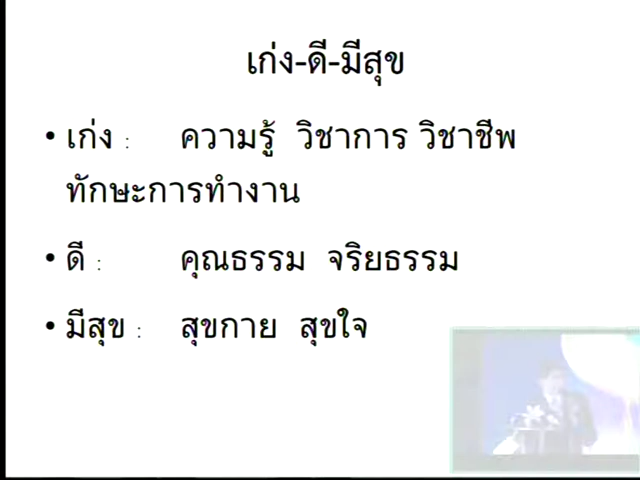 เก่ง-ดี-มีสุข
• เก่ง : ความรู้ วิชาการ วิชาชีพ
ทักษะการทำงาน
• ดี : คุณธรรม จริยธรรม
• มีสุข : สุขกาย สุขใจ